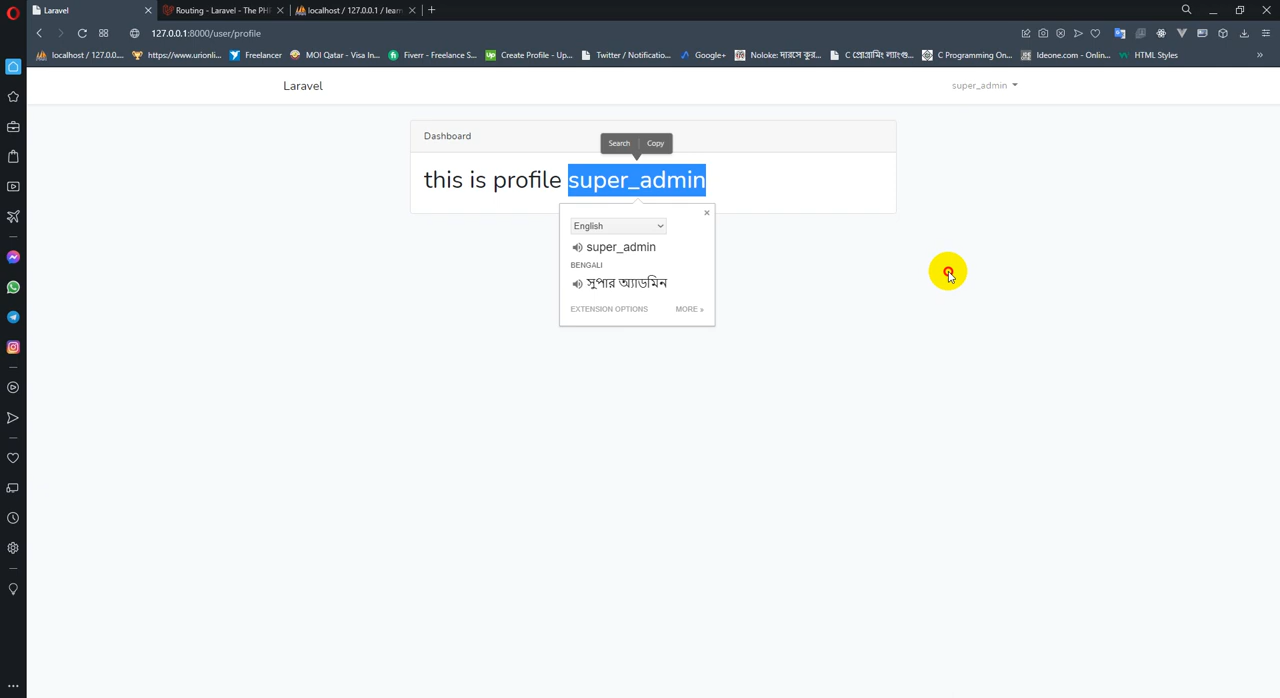 Laravel
Routing - Laravel - The PH
localhost / 127.0.0.1 / learn
127.0.0.1:8000/user/profile
localhost / 127.0.0....
https://www.urionli...
Freelancer
MOI Qatar - Visa In...
Fiverr - Freelance S...
Up Create Profile - Up...
Twitter / Notificatio...
Google+
Noloke: দারসে কুর...
C প্রোগ্রামিং ল্যাংগু...
C Programming On...
Ideone.com - Onlin...
HTML Styles
Laravel
super_admin
Dashboard
Search
Copy
this is profile super_admin
English
super_admin
BENGALI
সুপার অ্যাডমিন
EXTENSION OPTIONS
MORE »